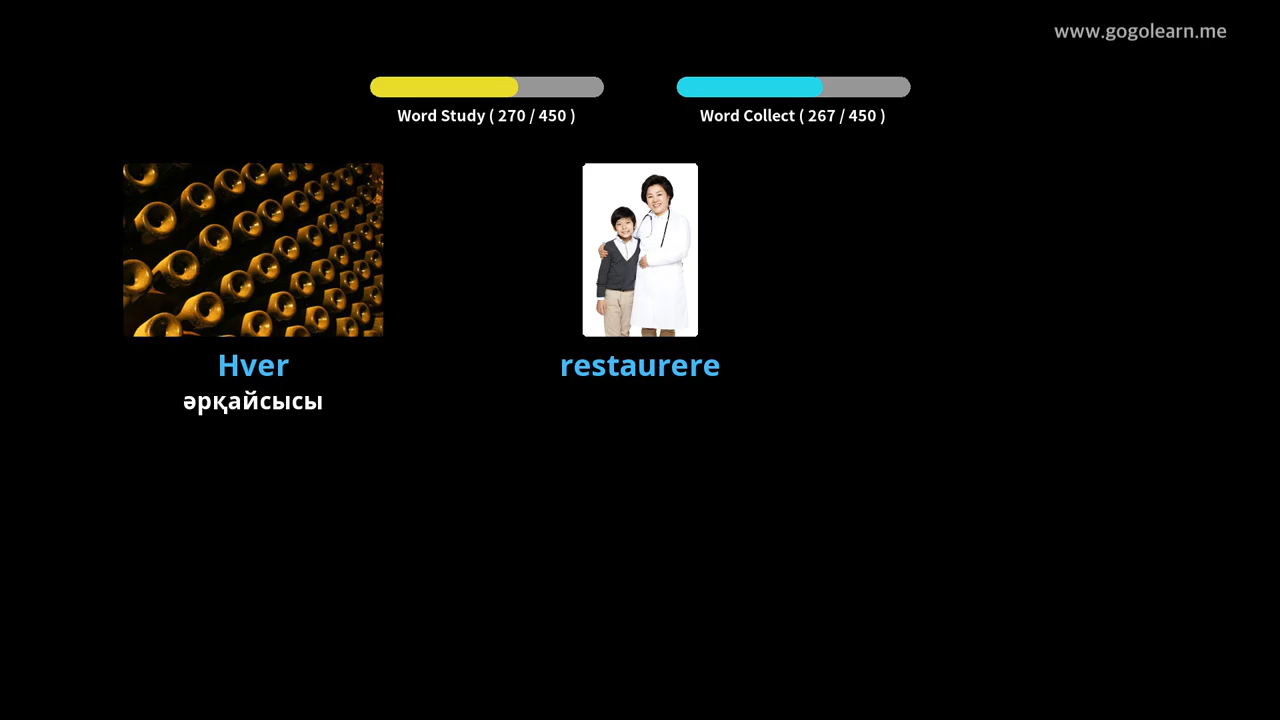 www.gogolearn.me
Word Study ( 270 / 450 )
Word Collect ( 267 / 450 )
Hver
restaurere
әрқайсысы